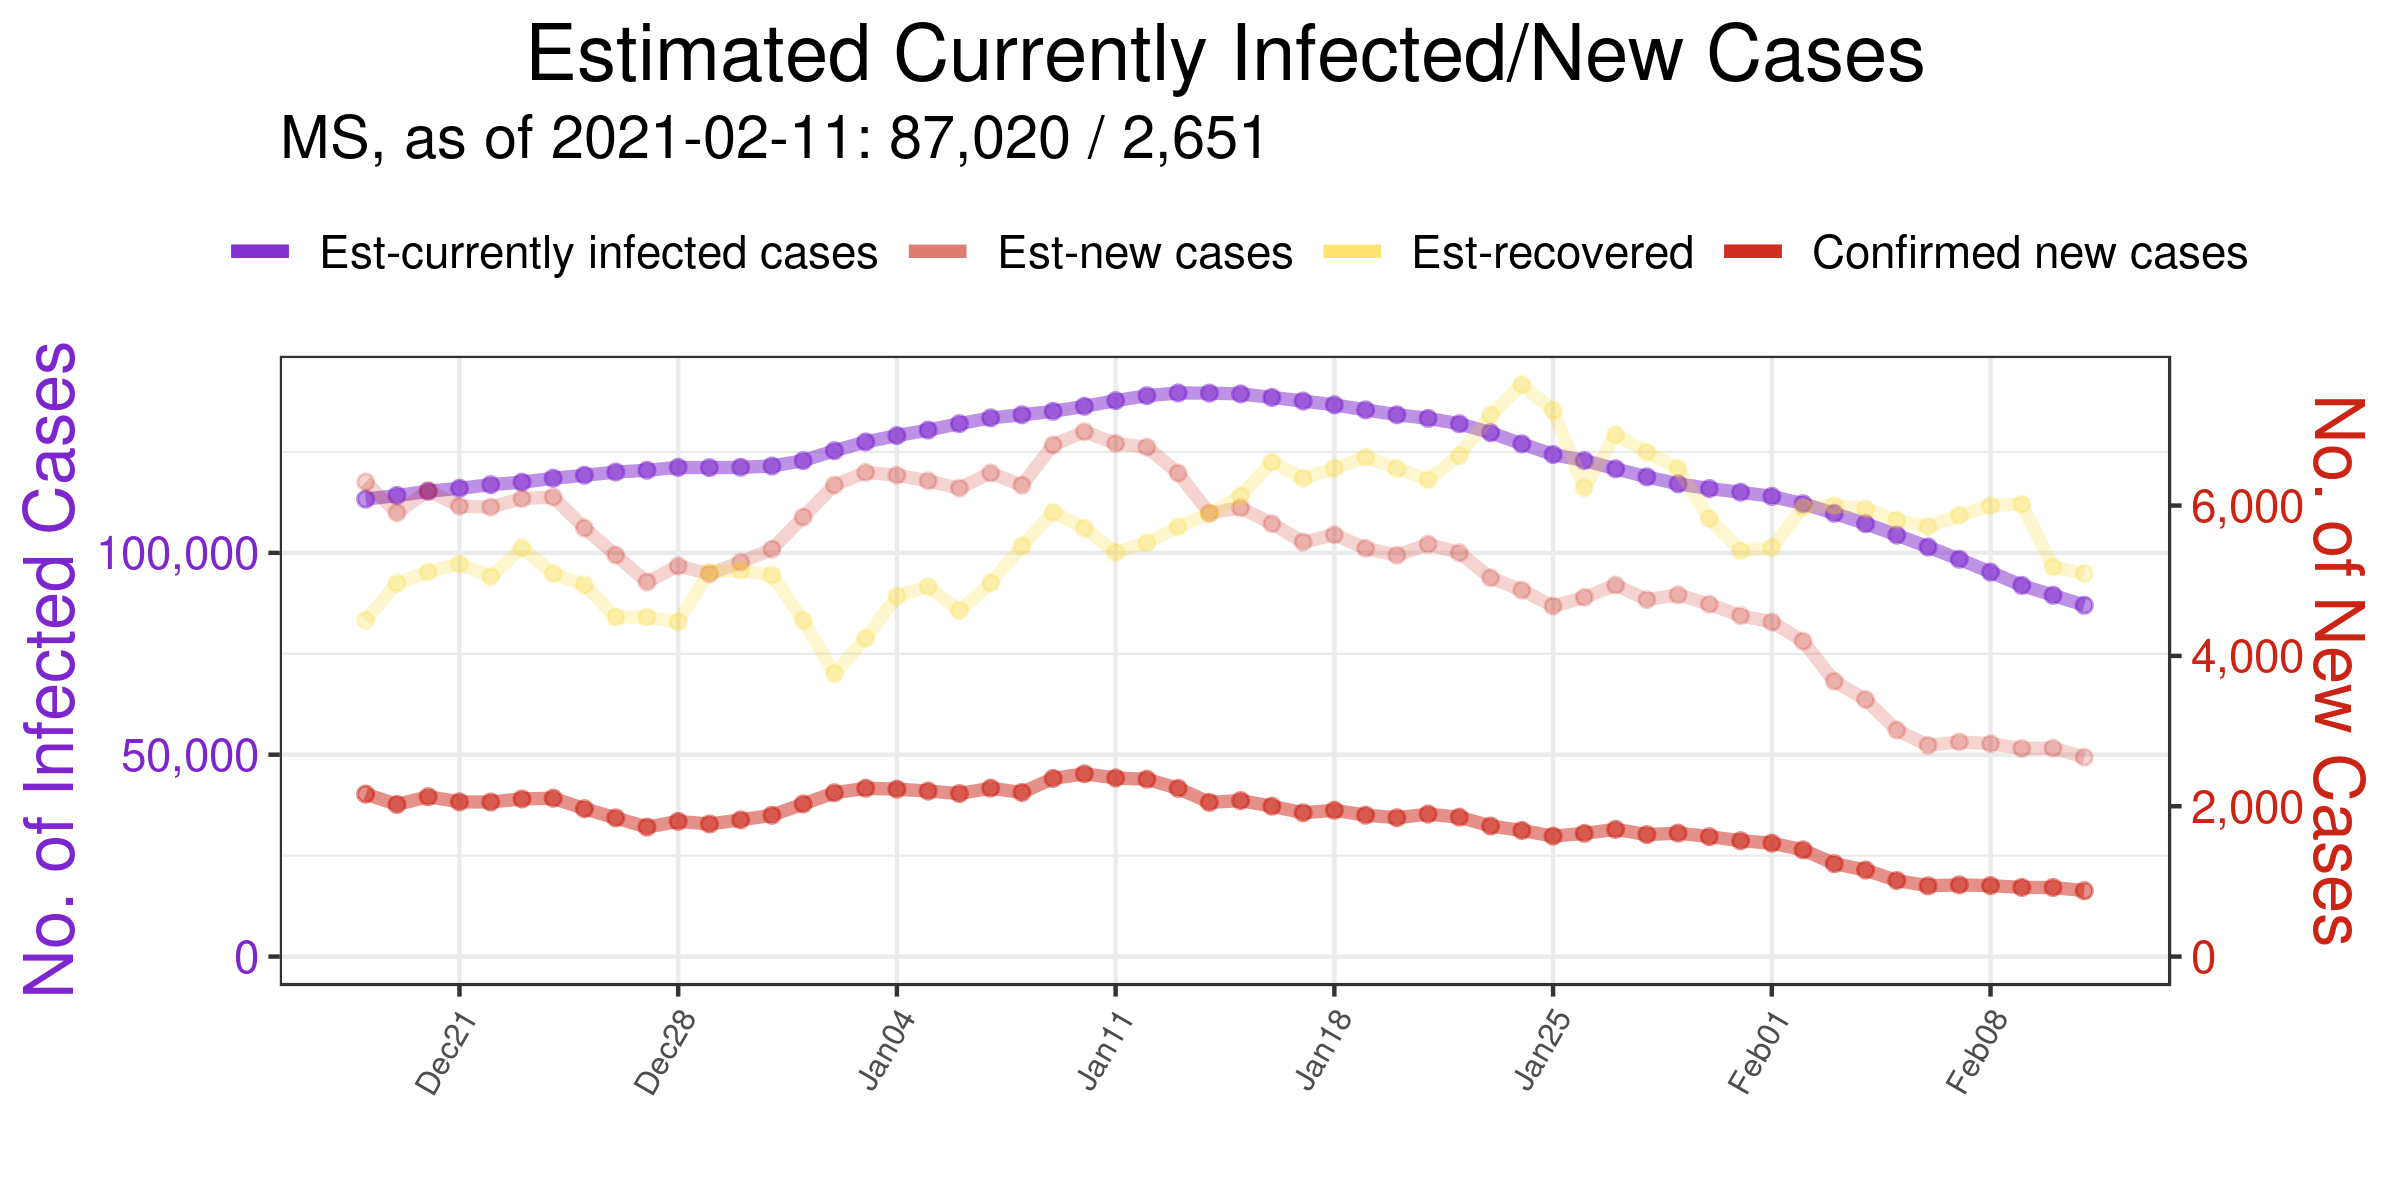 Estimated Currently Infected/New Cases
MS, as of 2021-02-11: 87,020 / 2,651
Est-currently infected cases Est-new cases Est-recovered Confirmed new cases
No. of Infected Cases
100,000
50,000
0
6,000
4,000
2,000
0
No. of New Cases
Dec21 Dec28 Jan04 Jan11 Jan18 Jan25 Feb01 Feb08